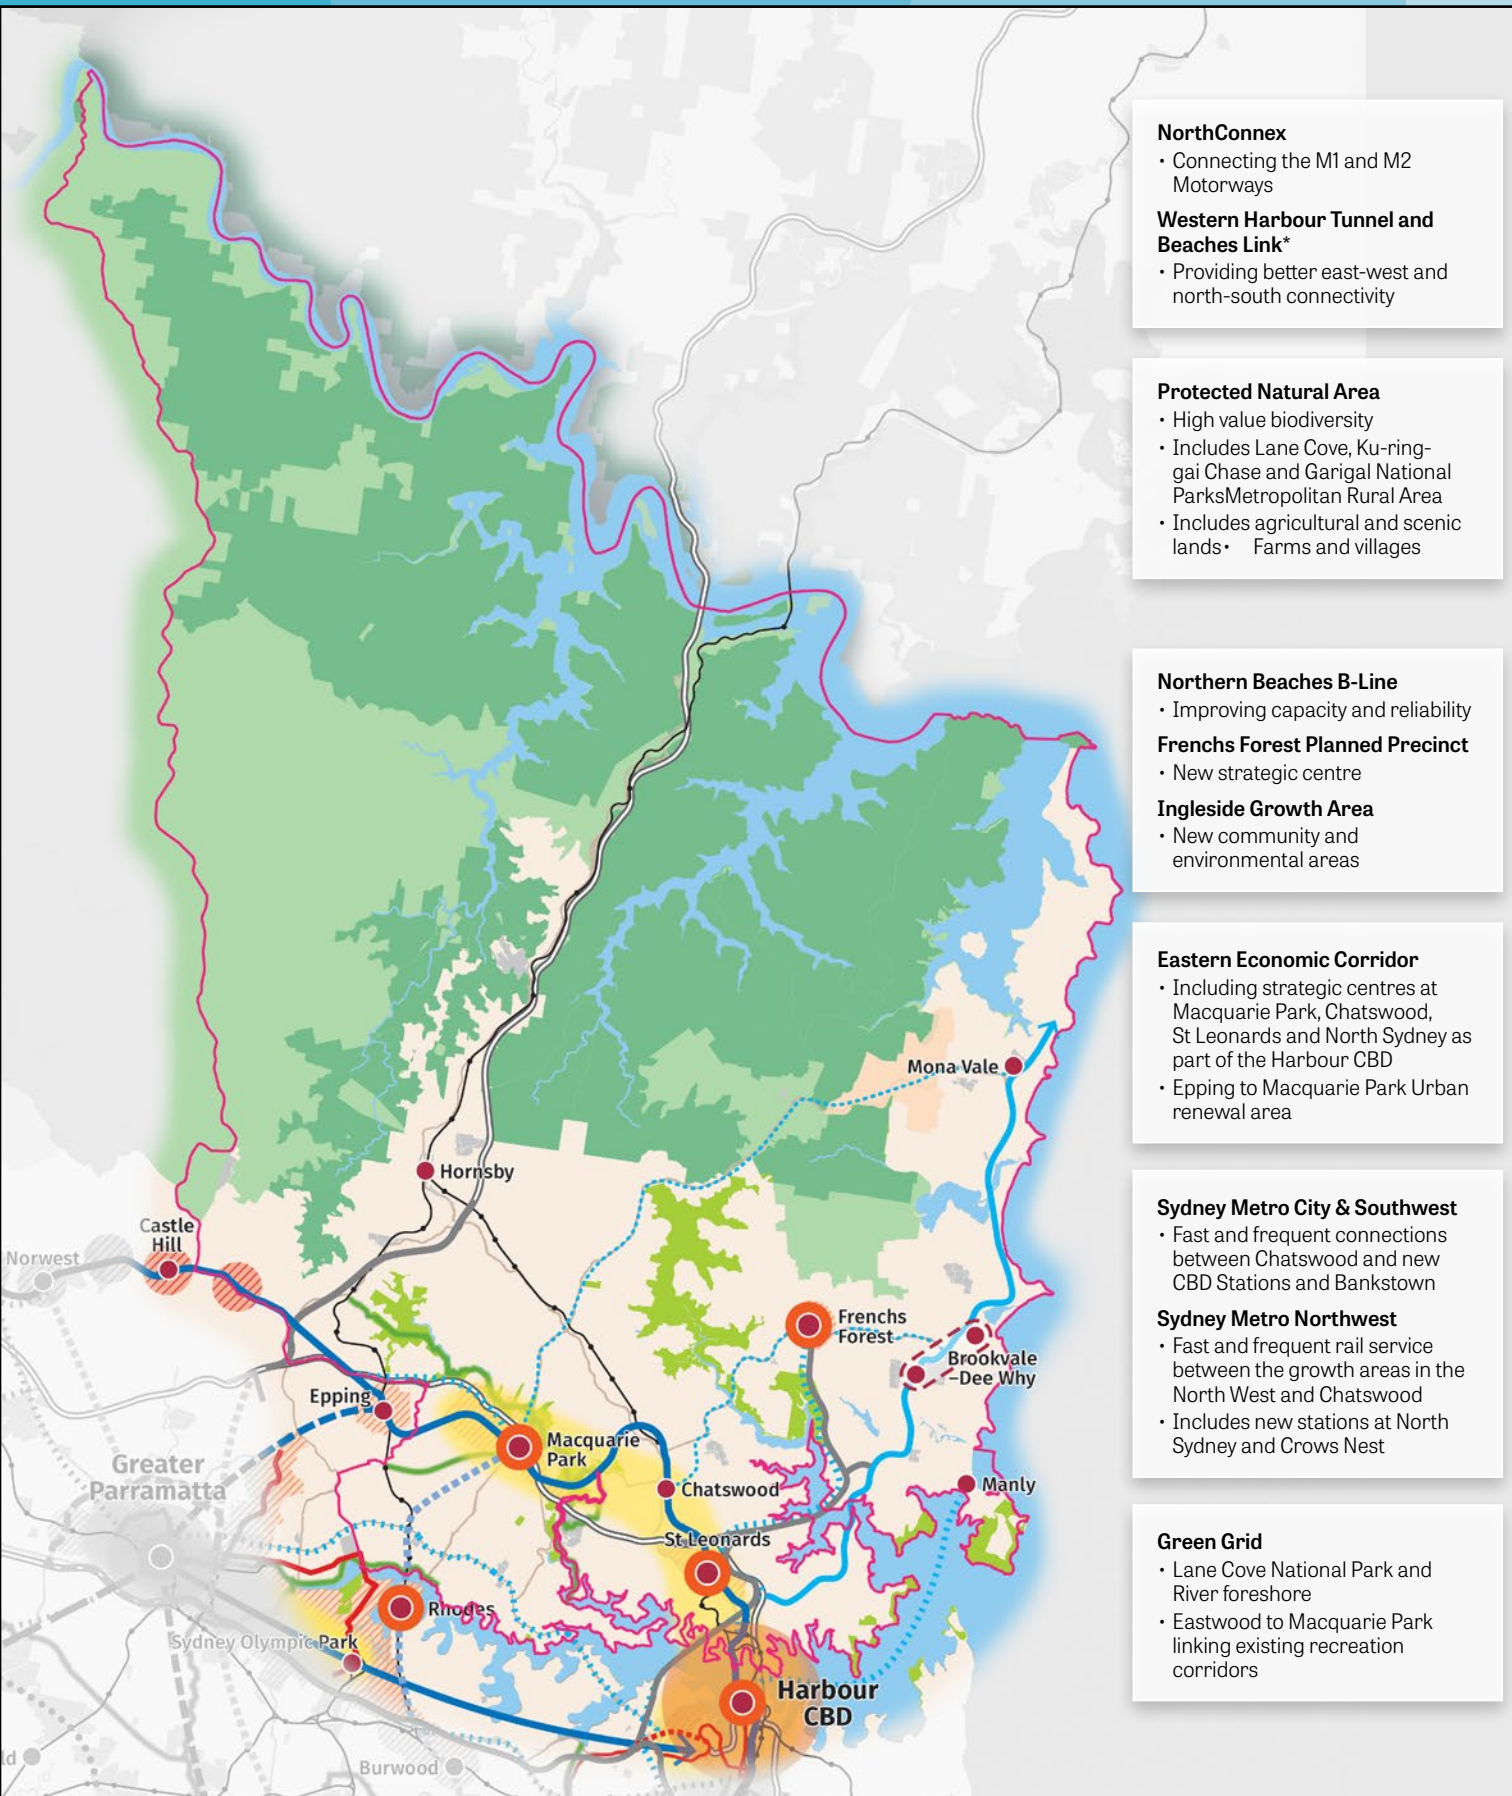 NorthConnex
• Connecting the M1 and M2
Motorways
Western Harbour Tunnel and
Beaches Link*
• Providing better east-west and
north-south connectivity
Protected Natural Area
• High value biodiversity
• Includes Lane Cove, Ku-ring-
gai Chase and Garigal National
ParksMetropolitan Rural Area
• Includes agricultural and scenic
lands• Farms and villages
Northern Beaches B-Line
• Improving capacity and reliability
Frenchs Forest Planned Precinct
• New strategic centre
Ingleside Growth Area
• New community and
environmental areas
Eastern Economic Corridor
• Including strategic centres at
Macquarie Park, Chatswood,
St Leonards and North Sydney as
part of the Harbour CBD
• Epping to Macquarie Park Urban
renewal area
Sydney Metro City & Southwest
• Fast and frequent connections
between Chatswood and new
CBD Stations and Bankstown
Sydney Metro Northwest
• Fast and frequent rail service
between the growth areas in the
North West and Chatswood
• Includes new stations at North
Sydney and Crows Nest
Green Grid
• Lane Cove National Park and
River foreshore
• Eastwood to Macquarie Park
linking existing recreation
corridors
Mona Vale
Hornsby
Castle
Hill
Norwest
Frenchs
Forest
Brookvale
–Dee Why
Epping
Macquarie
Park
Greater
Parramatta
Chatswood
Manly
St Leonards
Rhodes
Sydney Olympic Park
Harbour
CBD
Burwood
ld